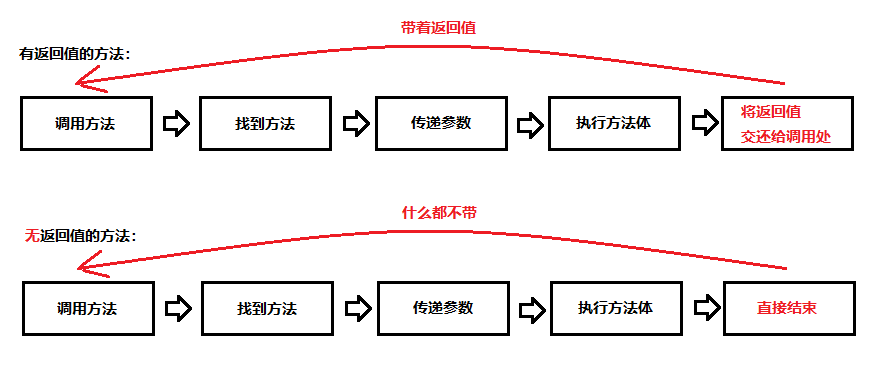 带着返回值
有返回值的方法：
调用方法
找到方法
传递参数
执行方法体
将返回值
交还给调用处
什么都不带
无返回值的方法：
调用方法
找到方法
传递参数
执行方法体
直接结束